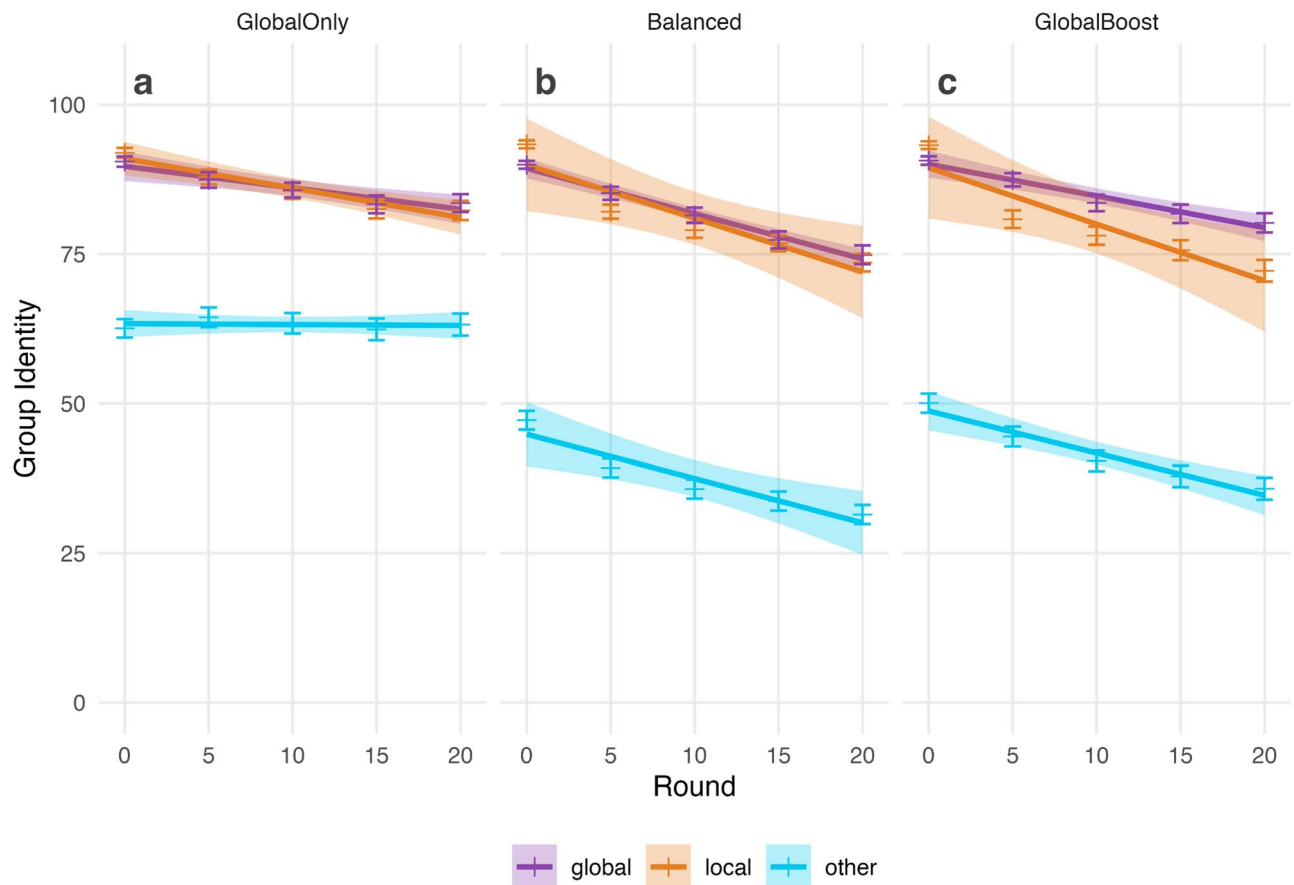 GlobalOnly Balanced GlobalBoost
a b c
100
75
50
25
0
Group Identity
0 5 10 15 20 0 5 10 15 20 0 5 10 15 20
Round
global local other